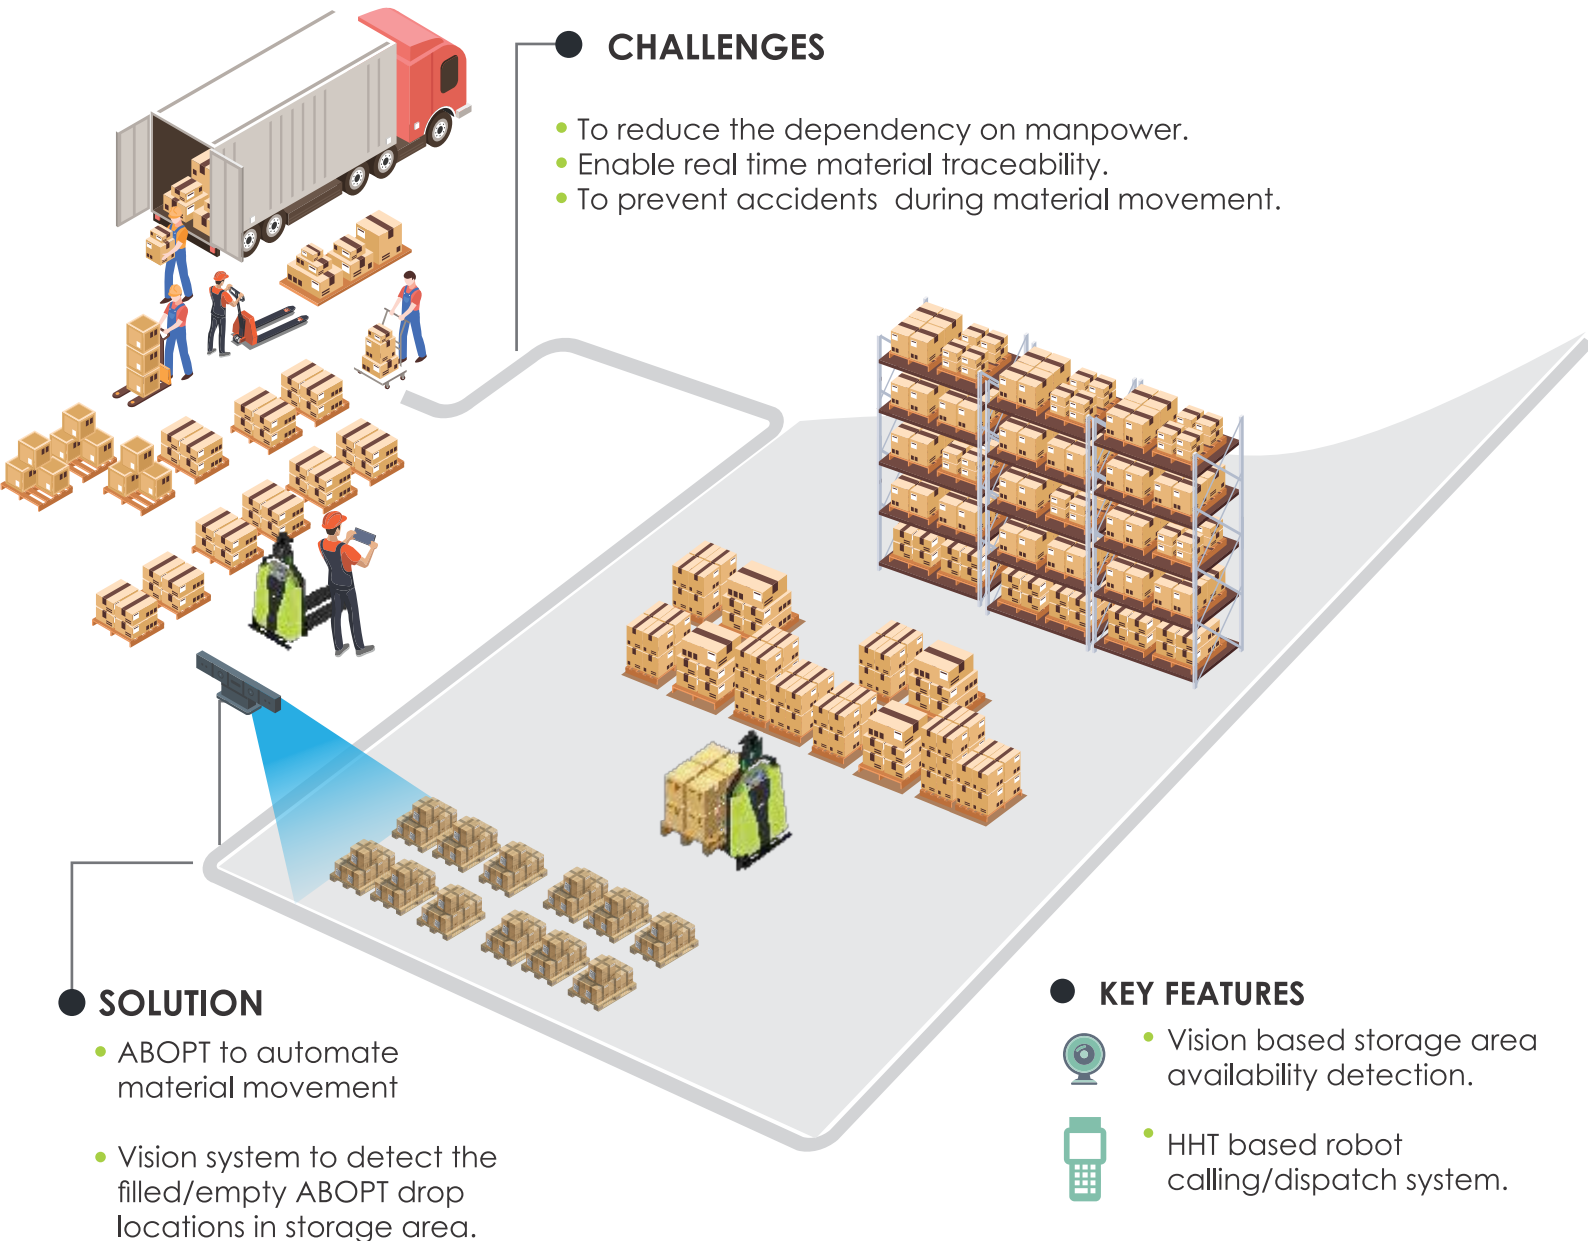 CHALLENGES
To reduce the dependency on manpower.
Enable real time material traceability.
To prevent accidents during material movement.
SOLUTION
ABOPT to automate
material movement
Vision system to detect the
filled/empty ABOPT drop
locations in storage area.
KEY FEATURES
Vision based storage area
availability detection.
HHT based robot
calling/dispatch system.